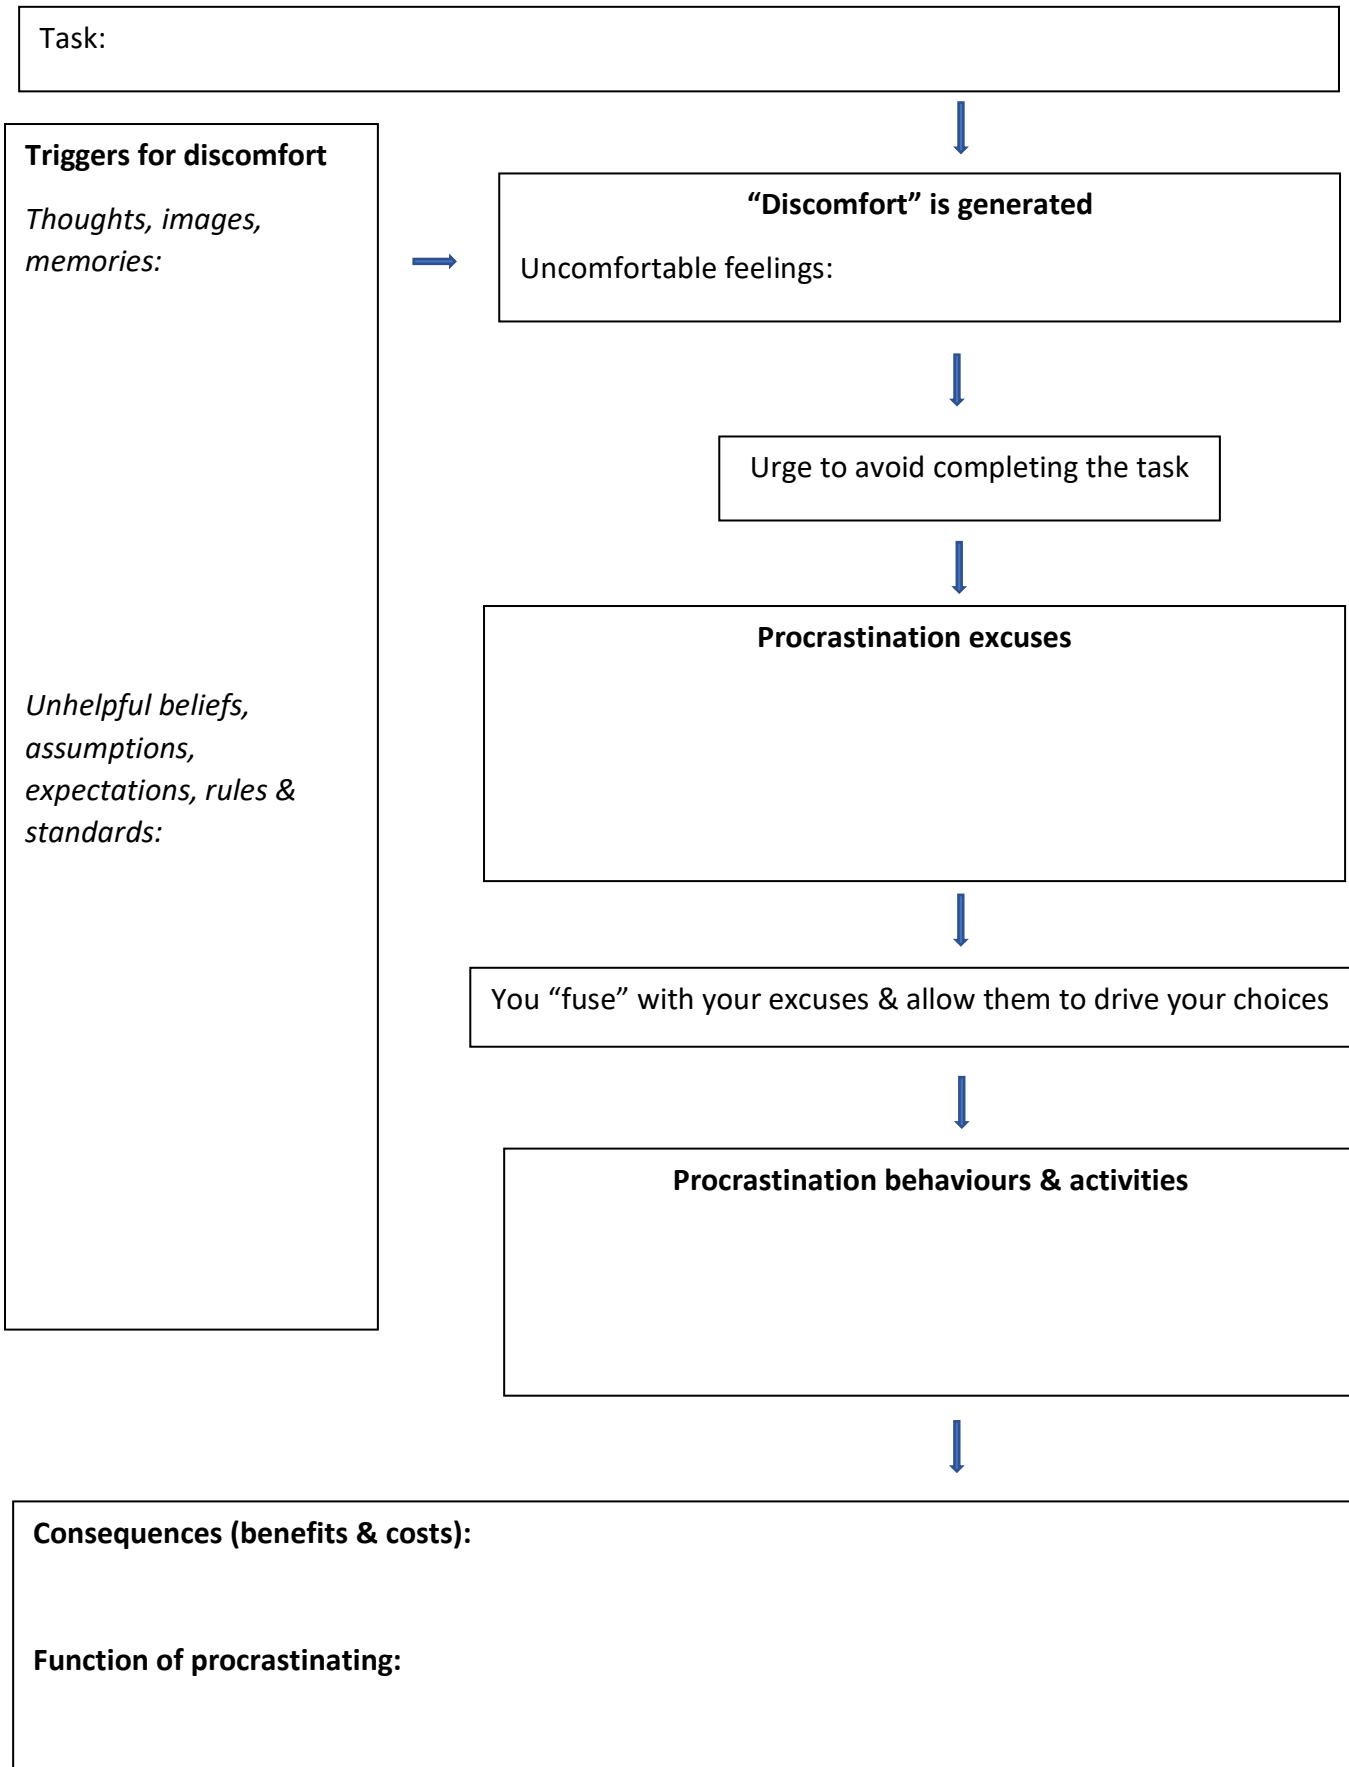 Task:
Triggers for discomfort
Thoughts, images,
memories:
Unhelpful beliefs,
assumptions,
expectations, rules &
standards:
“Discomfort” is generated
Uncomfortable feelings:
Urge to avoid completing the task
Procrastination excuses
You “fuse” with your excuses & allow them to drive your choices
Procrastination behaviours & activities
Consequences (benefits & costs):
Function of procrastinating: